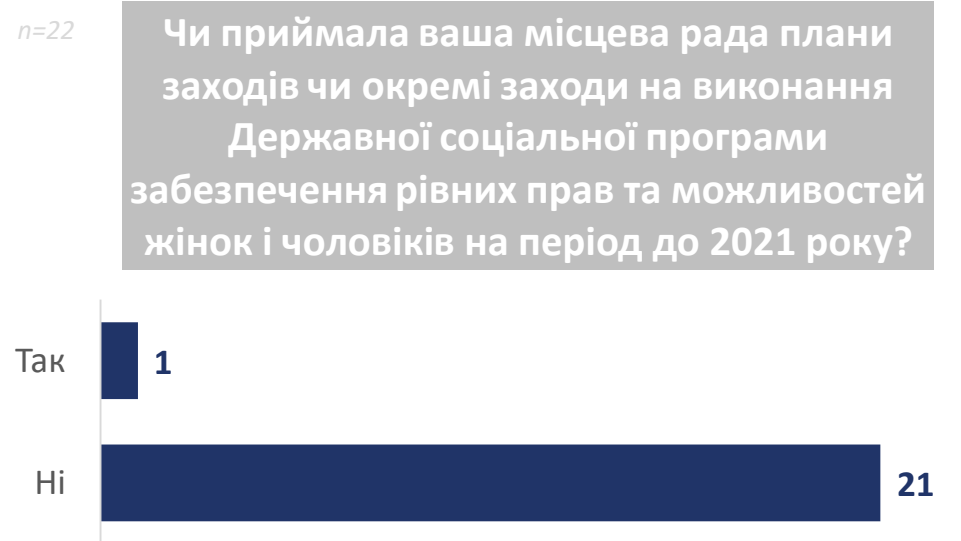 n=22
Чи приймала ваша місцева рада плани
заходів чи окремі заходи на виконання
Державної соціальної програми
забезпечення рівних прав та можливостей
жінок і чоловіків на період до 2021 року?
Так 1
Ні 21